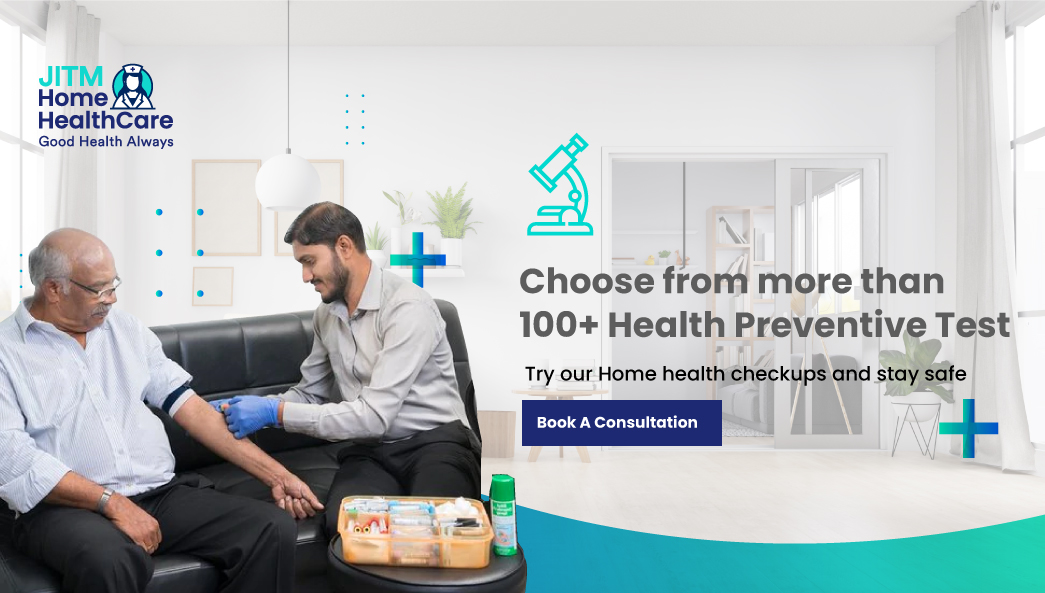 JITM
Home
HealthCare
Good Health Always
Choose from more than
100+ Health Preventive Test
Try our Home health checkups and stay safe
Book A Consultation